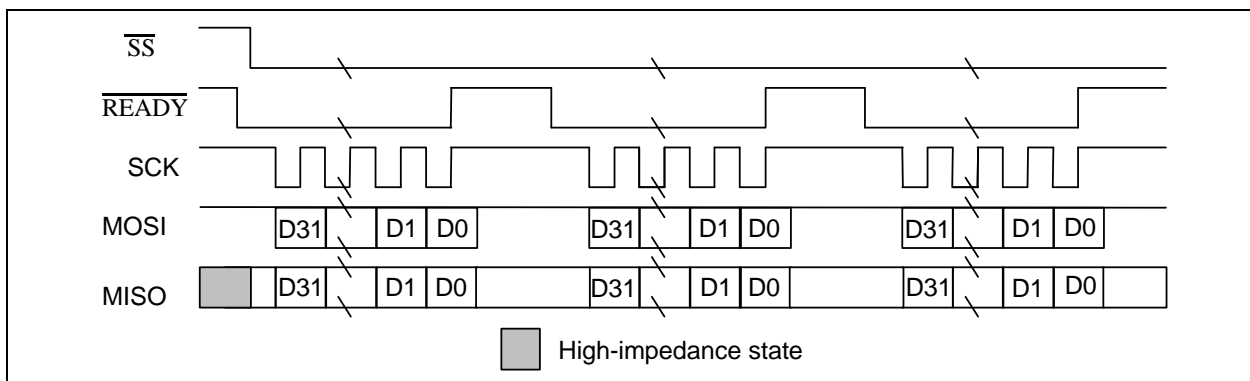 SS
READY
SCK
MOSI D31 D1 D0 D31 D1 D0 D31 D1 D0
MISO D31 D1 D0 D31 D1 D0 D31 D1 D0
High-impedance state